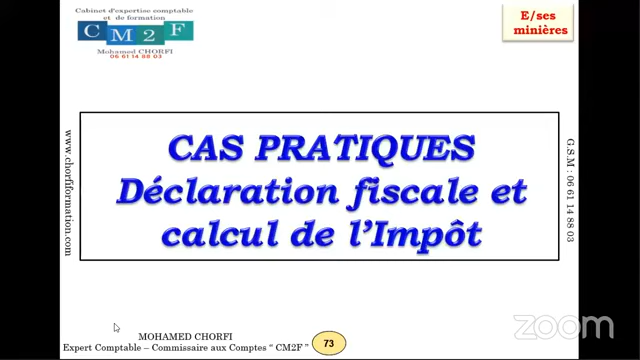 Cabinet d'expertise comptable
et de formation
C M 2 F
Mohamed CHORFI
06 61 14 88 03
E/ses
minières
www.chorfiformation.com
CAS PRATIQUES
Déclaration fiscale et
calcul de l'Impôt
G.S.M : 06 61 14 88 03
MOHAMED CHORFI
Expert Comptable – Commissaire aux Comptes “ CM2F ”
73
zoom